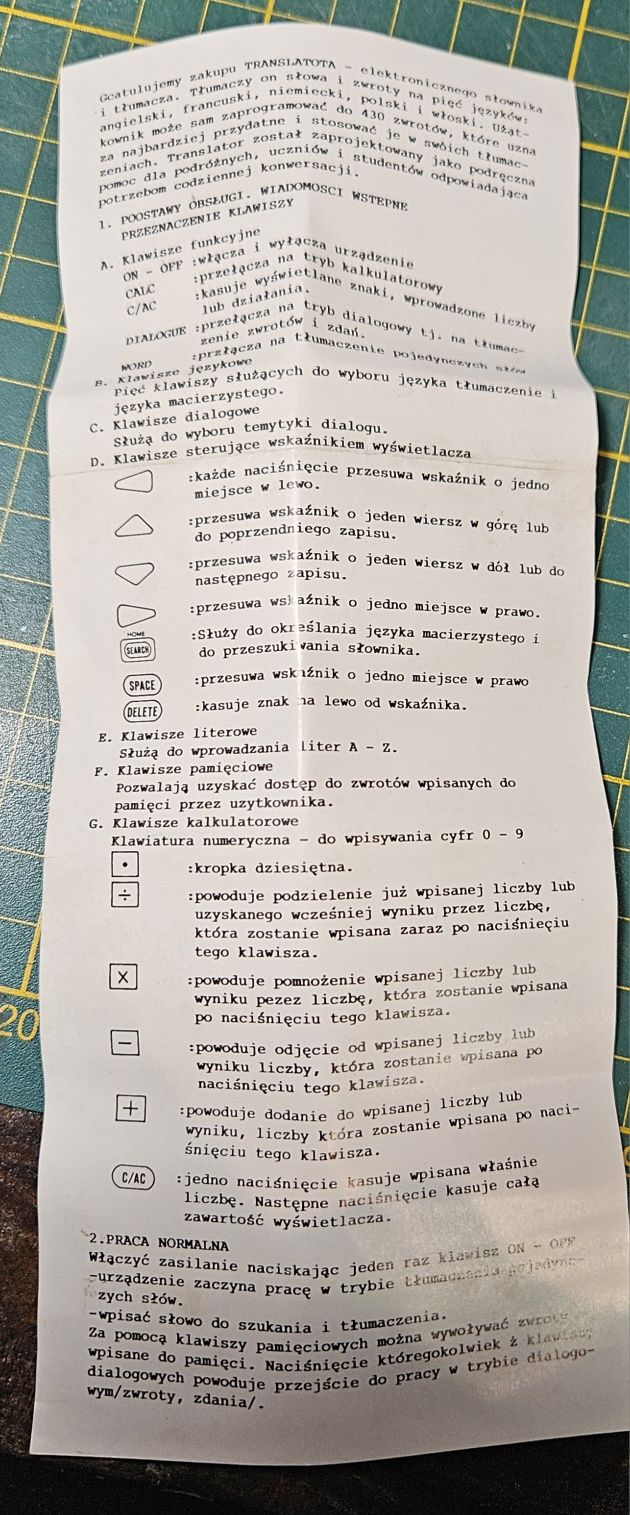 Gcatulujemy zakupu TRANSLATOTA - elektronicznego słownika
i tłumacza. Tłumaczy on słowa i zwroty na pięć języków:
angielski, francuski, niemiecki, polski i włoski. Użąt-
kownik może sam zaprogramować do 430 zwrotów, które uzna
za najbardziej przydatne i stosować je w swóich tłumac-
zeniach. Translator został zaprojektowany jako podręczna
pomoc dla podróżnych, uczniów i studentów odpowiadająca
potrzebom codziennej konwersacji.
1. POOSTAWY OBSŁUGI. WIADOMOSCI WSTEPNE
PRZEZNACZENIE KLAWISZY
A. Klawisze funkcyjne
ON - OFF :włącza i wyłącza urządzenie
CALC :przełącza na tryb kalkulatorowy
C/AC :kasuje wyświetlane znaki, wprowadzone liczby
lub działania.
DIALOGUE :przełącza na tryb dialogowy tj. na tłumac-
zenie zwrotów i zdań.
WORD :przłącza na tłumaczenie pojedynczych słów
B. Klawisze językowe
Pięć klawiszy służących do wyboru języka tłumaczenie i
języka macierzystego.
C. Klawisze dialogowe
Służą do wyboru temytyki dialogu.
D. Klawisze sterujące wskaźnikiem wyświetlacza
:każde naciśnięcie przesuwa wskaźnik o jedno
miejsce w lewo.
:przesuwa wskaźnik o jeden wiersz w górę lub
do poprzendniego zapisu.
:przesuwa wskaźnik o jeden wiersz w dół lub do
następnego zapisu.
:przesuwa wskaźnik o jedno miejsce w prawo.
HOME
SEARCH :Służy do określania języka macierzystego i
do przeszukiwania słownika.
SPACE :przesuwa wskaźnik o jedno miejsce w prawo
DELETE :kasuje znak na lewo od wskaźnika.
E. Klawisze literowe
Służą do wprowadzania liter A - Z.
F. Klawisze pamięciowe
Pozwalają uzyskać dostęp do zwrotów wpisanych do
pamięci przez uzytkownika.
G. Klawisze kalkulatorowe
Klawiatura numeryczna - do wpisywania cyfr 0 - 9
• :kropka dziesiętna.
÷ :powoduje podzielenie już wpisanej liczby lub
uzyskanego wcześniej wyniku przez liczbę,
która zostanie wpisana zaraz po naciśnięciu
tego klawisza.
X :powoduje pomnożenie wpisanej liczby lub
wyniku pezez liczbę, która zostanie wpisana
po naciśnięciu tego klawisza.
− :powoduje odjęcie od wpisanej liczby lub
wyniku liczby, która zostanie wpisana po
naciśnięciu tego klawisza.
+ :powoduje dodanie do wpisanej liczby lub
wyniku, liczby która zostanie wpisana po naci-
śnięciu tego klawisza.
C/AC :jedno naciśnięcie kasuje wpisana właśnie
liczbę. Następne naciśnięcie kasuje całą
zawartość wyświetlacza.
2.PRACA NORMALNA
Włączyć zasilanie naciskając jeden raz klawisz ON - OFF
-urządzenie zaczyna pracę w trybie tłumaczenia pojedync-
zych słów.
-wpisać słowo do szukania i tłumaczenia.
Za pomocą klawiszy pamięciowych można wywoływać zwroty
wpisane do pamięci. Naciśnięcie któregokolwiek ż klawiszy
dialogowych powoduje przejście do pracy w trybie dialogo-
wym/zwroty, zdania/.
20